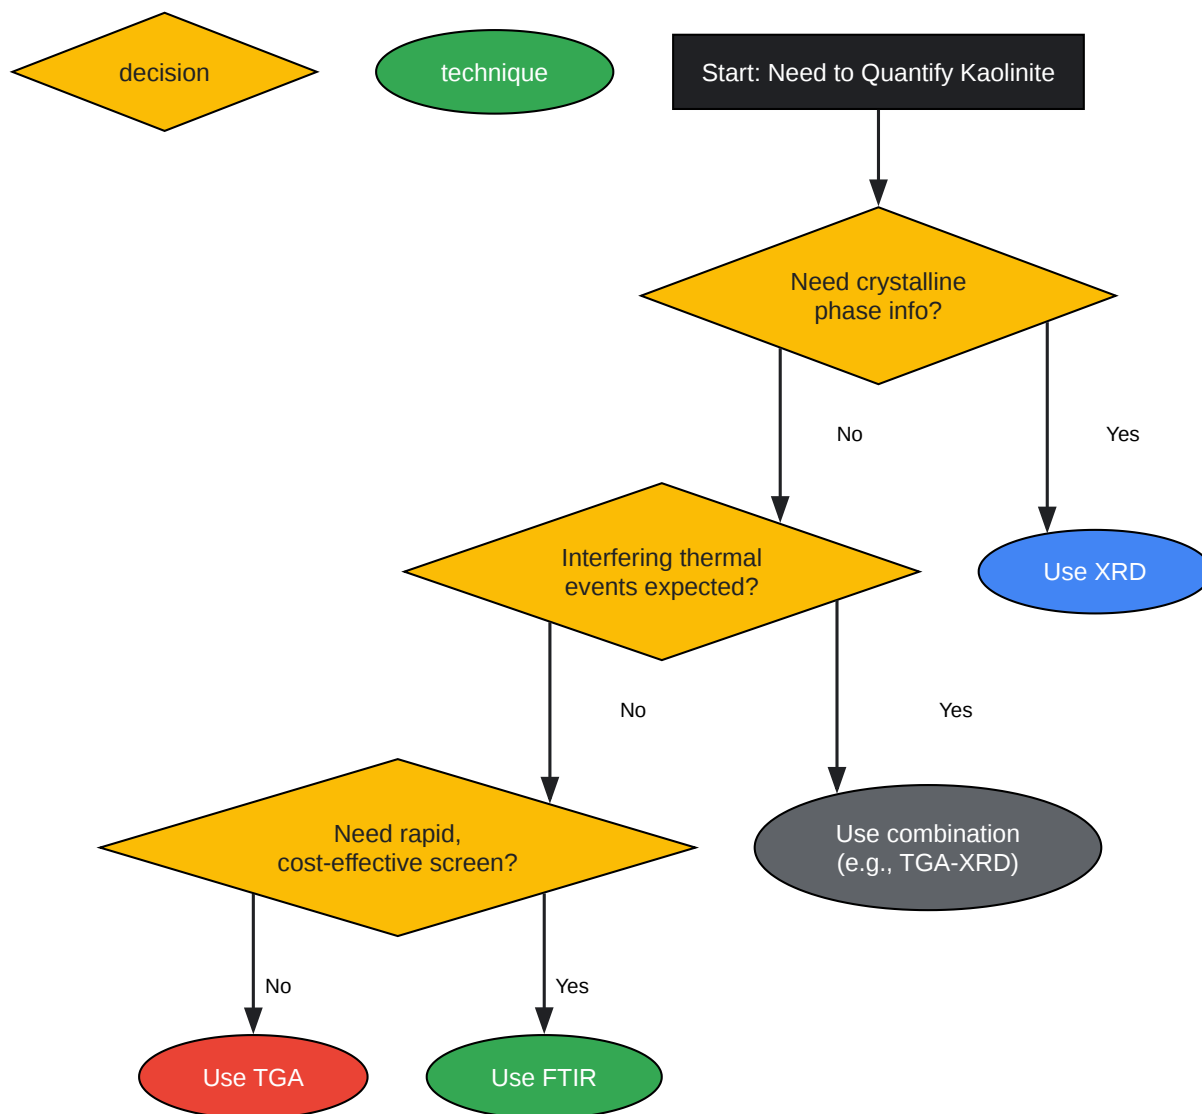 decision
technique
Start: Need to Quantify Kaolinite
Need crystalline
phase info?
No
Yes
Interfering thermal
events expected?
Use XRD
No
Yes
Need rapid,
cost-effective screen?
Use combination
(e.g., TGA-XRD)
No
Yes
Use TGA
Use FTIR